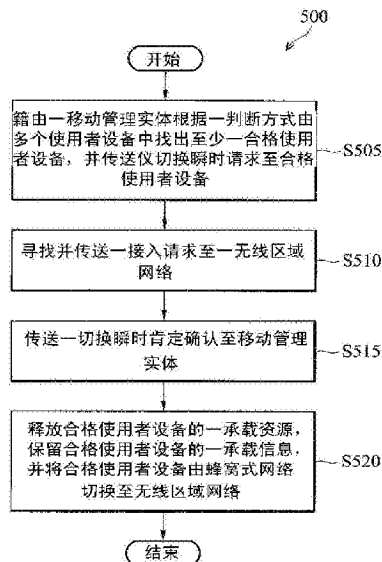 500
开始
藉由一移动管理实体根据一判断方式由
多个使用者设备中找出至少一合格使用
者设备，并传送仪切换瞬时请求至合格
使用者设备
S505
寻找并传送一接入请求至一无线区域
网络
S510
传送一切换瞬时肯定确认至移动管理
实体
S515
释放合格使用者设备的一承载资源，
保留合格使用者设备的一承载信息，
并将合格使用者设备由蜂窝式网络
切换至无线区域网络
S520
结束